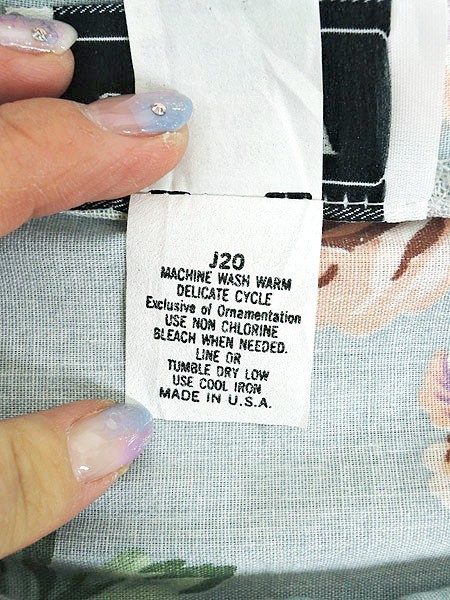 J20
MACHINE WASH WARM
DELICATE CYCLE
Exclusive of Ornamentation
USE NON CHLORINE
BLEACH WHEN NEEDED.
LINE OR
TUMBLE DRY LOW
USE COOL IRON
MADE IN U.S.A.